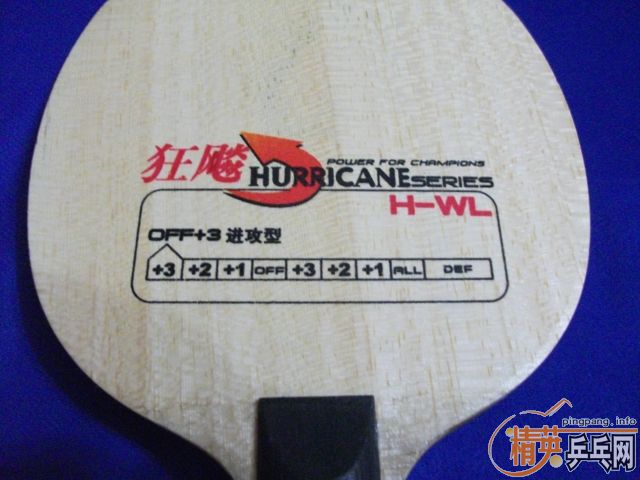 POWER FOR CHAMPIONS
狂飚 HURRICANE SERIES
H-WL
OFF+3 进攻型
+3 +2 +1 OFF +3 +2 +1 ALL DEF
pingpang.info
精英乒乓网